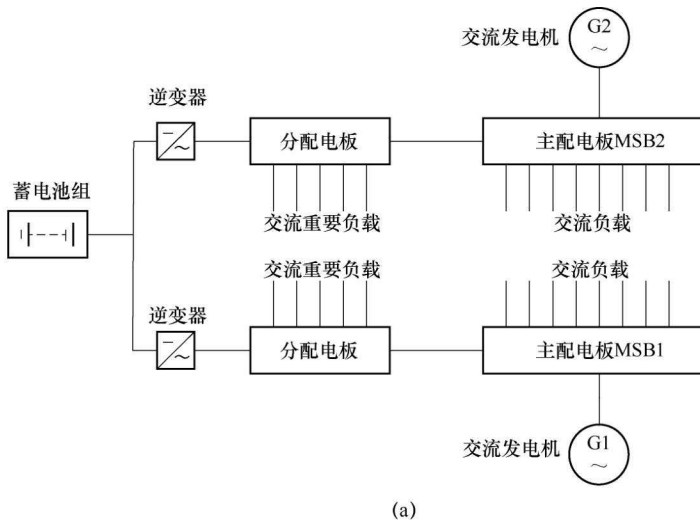 交流发电机
G2
~
逆变器
分配电板
主配电板MSB2
蓄电池组
交流重要负载
交流负载
交流重要负载
交流负载
逆变器
分配电板
主配电板MSB1
交流发电机
G1
~
(a)